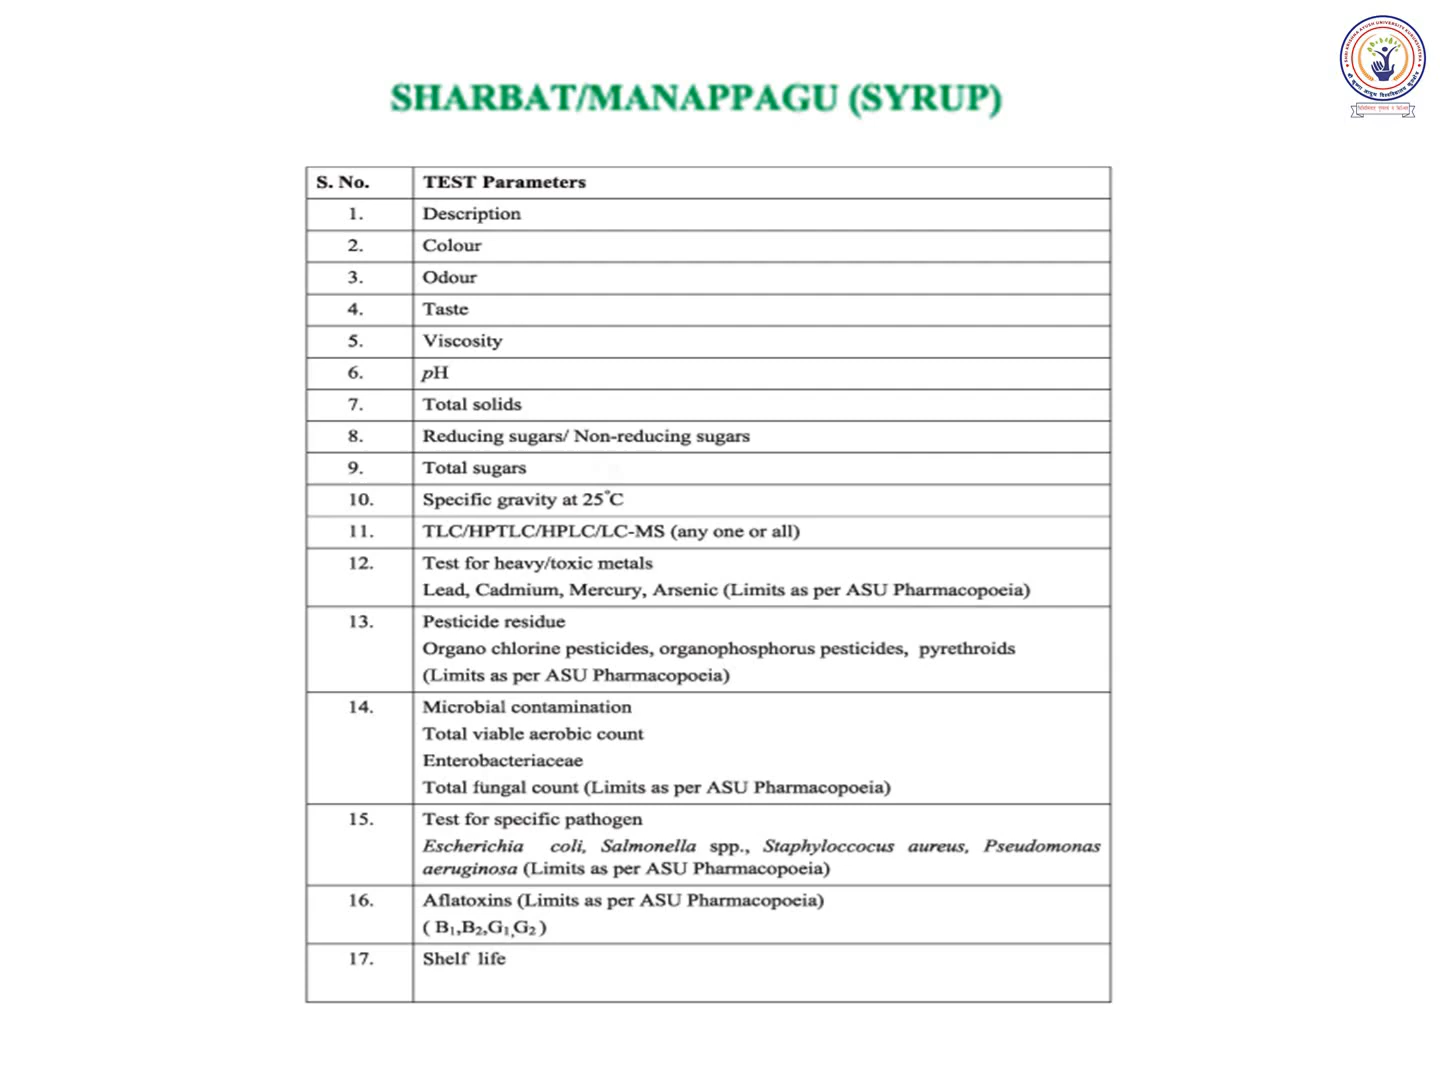 SHARBAT/MANAPPAGU (SYRUP)
S. No. TEST Parameters
1. Description
2. Colour
3. Odour
4. Taste
5. Viscosity
6. pH
7. Total solids
8. Reducing sugars/ Non-reducing sugars
9. Total sugars
10. Specific gravity at 25°C
11. TLC/HPTLC/HPLC/LC-MS (any one or all)
12. Test for heavy/toxic metals
Lead, Cadmium, Mercury, Arsenic (Limits as per ASU Pharmacopoeia)
13. Pesticide residue
Organo chlorine pesticides, organophosphorus pesticides, pyrethroids
(Limits as per ASU Pharmacopoeia)
14. Microbial contamination
Total viable aerobic count
Enterobacteriaceae
Total fungal count (Limits as per ASU Pharmacopoeia)
15. Test for specific pathogen
Escherichia coli, Salmonella spp., Staphyloccocus aureus, Pseudomonas
aeruginosa (Limits as per ASU Pharmacopoeia)
16. Aflatoxins (Limits as per ASU Pharmacopoeia)
( B₁,B₂,G₁,G₂ )
17. Shelf life